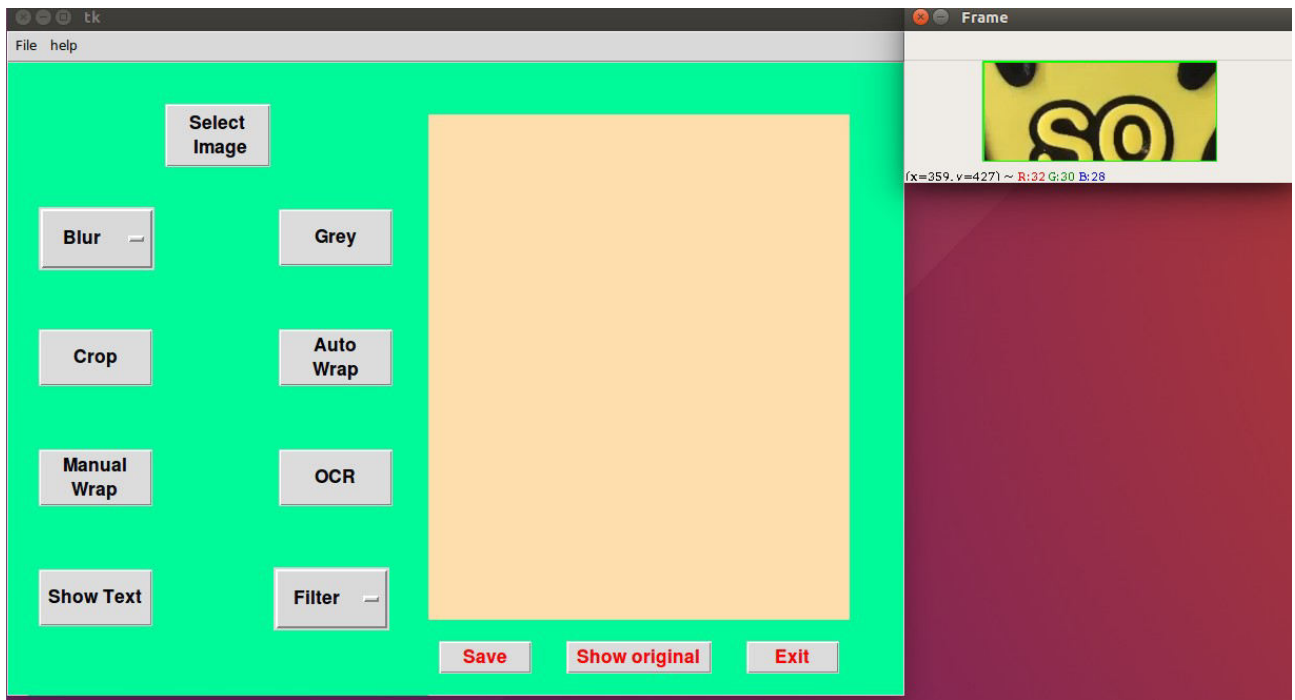 tk
File help
Select
Image
Blur
Grey
Crop
Auto
Wrap
Manual
Wrap
OCR
Show Text
Filter
Save
Show original
Exit
Frame
SO
(x=359, y=427) ~ R:32 G:30 B:28